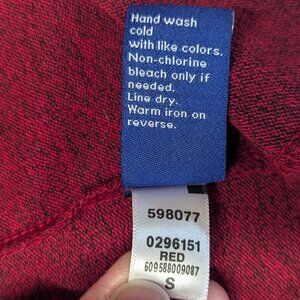 Hand wash
cold
with like colors.
Non-chlorine
bleach only if
needed.
Line dry.
Warm iron on
reverse.
598077
0296151
RED
609588009087
S